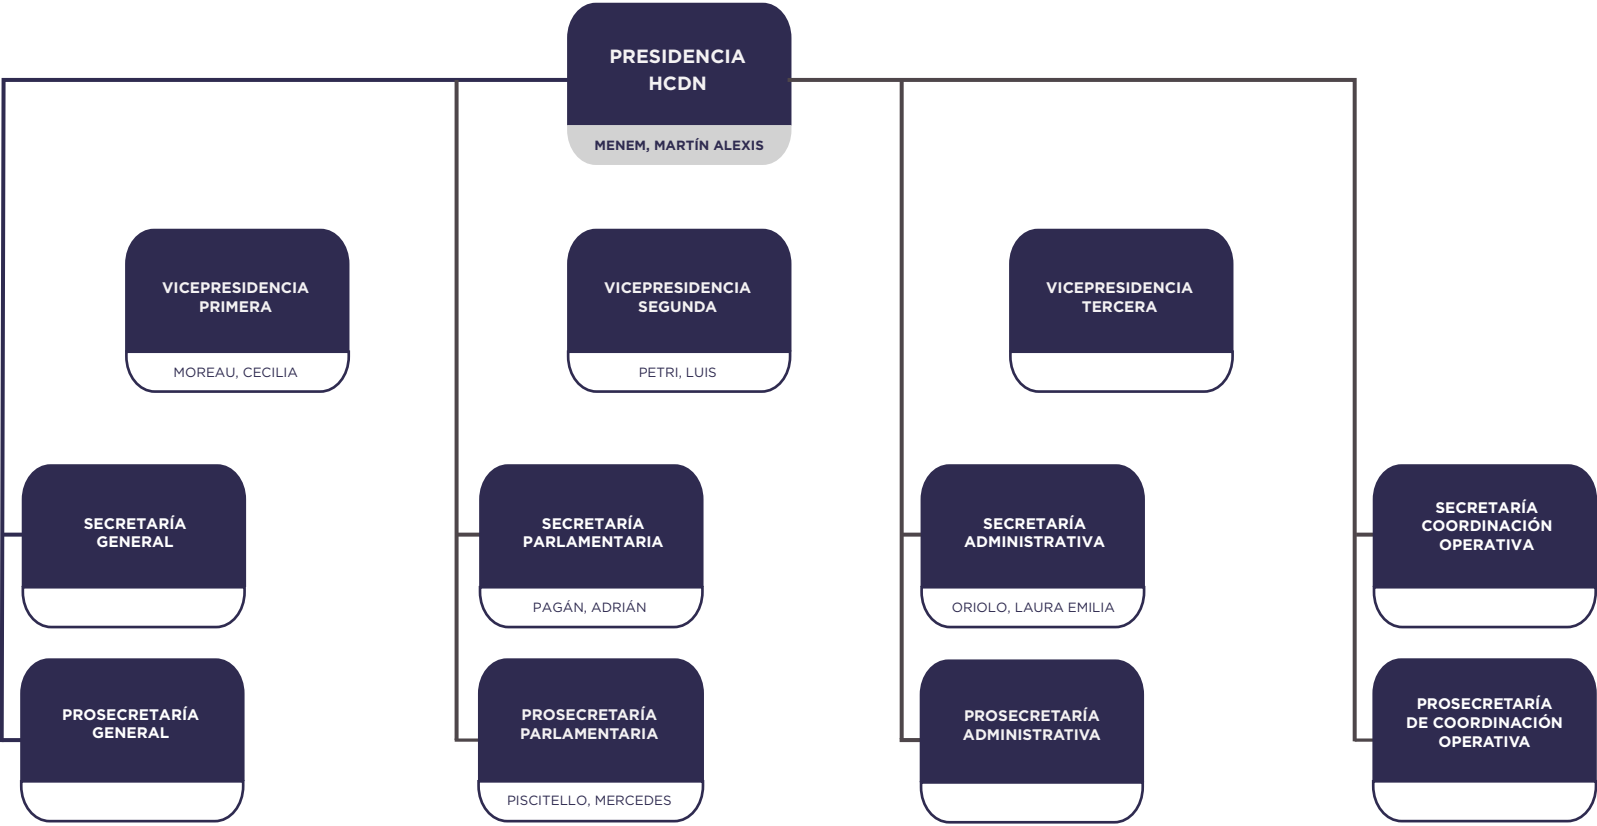 PRESIDENCIA
HCDN
MENEM, MARTÍN ALEXIS
VICEPRESIDENCIA
PRIMERA
MOREAU, CECILIA
VICEPRESIDENCIA
SEGUNDA
PETRI, LUIS
VICEPRESIDENCIA
TERCERA
SECRETARÍA
GENERAL
SECRETARÍA
PARLAMENTARIA
PAGÁN, ADRIÁN
SECRETARÍA
ADMINISTRATIVA
ORIOLO, LAURA EMILIA
SECRETARÍA
COORDINACIÓN
OPERATIVA
PROSECRETARÍA
GENERAL
PROSECRETARÍA
PARLAMENTARIA
PISCITELLO, MERCEDES
PROSECRETARÍA
ADMINISTRATIVA
PROSECRETARÍA
DE COORDINACIÓN
OPERATIVA